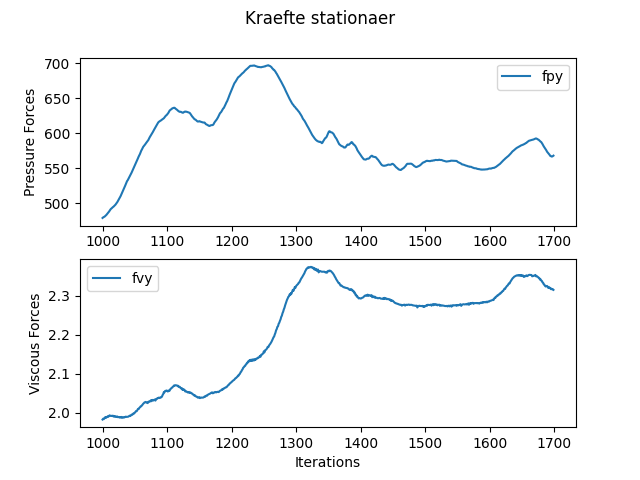 Kraefte stationaer
Pressure Forces
700
650
600
550
500
fpy
1000 1100 1200 1300 1400 1500 1600 1700
Viscous Forces
2.3
2.2
2.1
2.0
fvy
1000 1100 1200 1300 1400 1500 1600 1700
Iterations